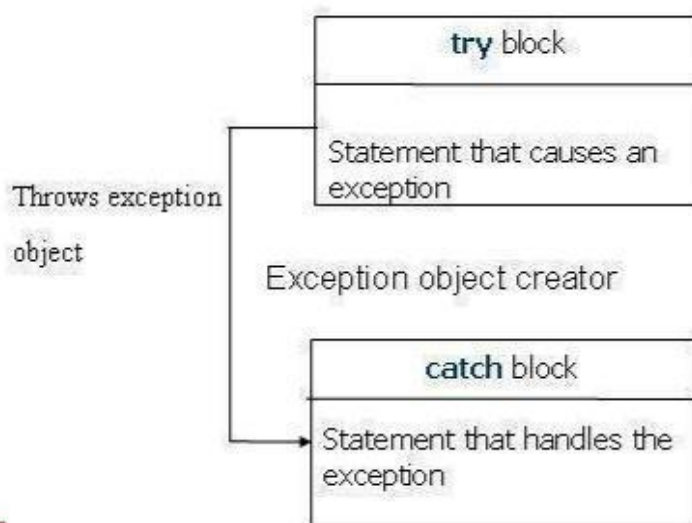 try block
Statement that causes an
exception
Throws exception
object
Exception object creator
catch block
Statement that handles the
exception